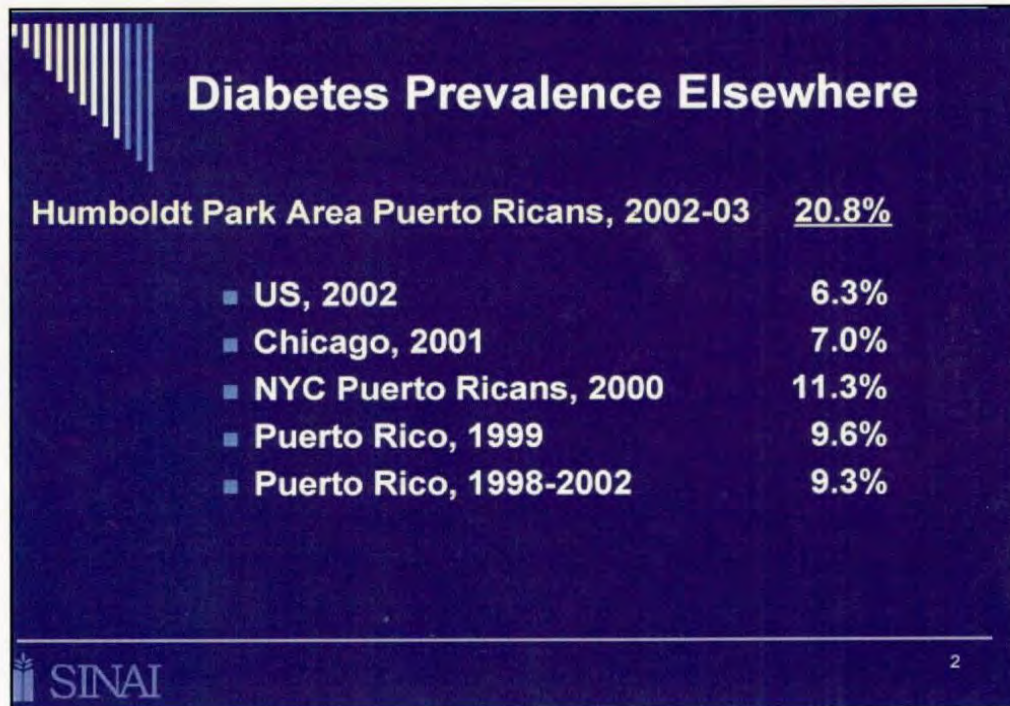 Diabetes Prevalence Elsewhere
Humboldt Park Area Puerto Ricans, 2002-03 20.8%
US, 2002 6.3%
Chicago, 2001 7.0%
NYC Puerto Ricans, 2000 11.3%
Puerto Rico, 1999 9.6%
Puerto Rico, 1998-2002 9.3%
SINAI 2